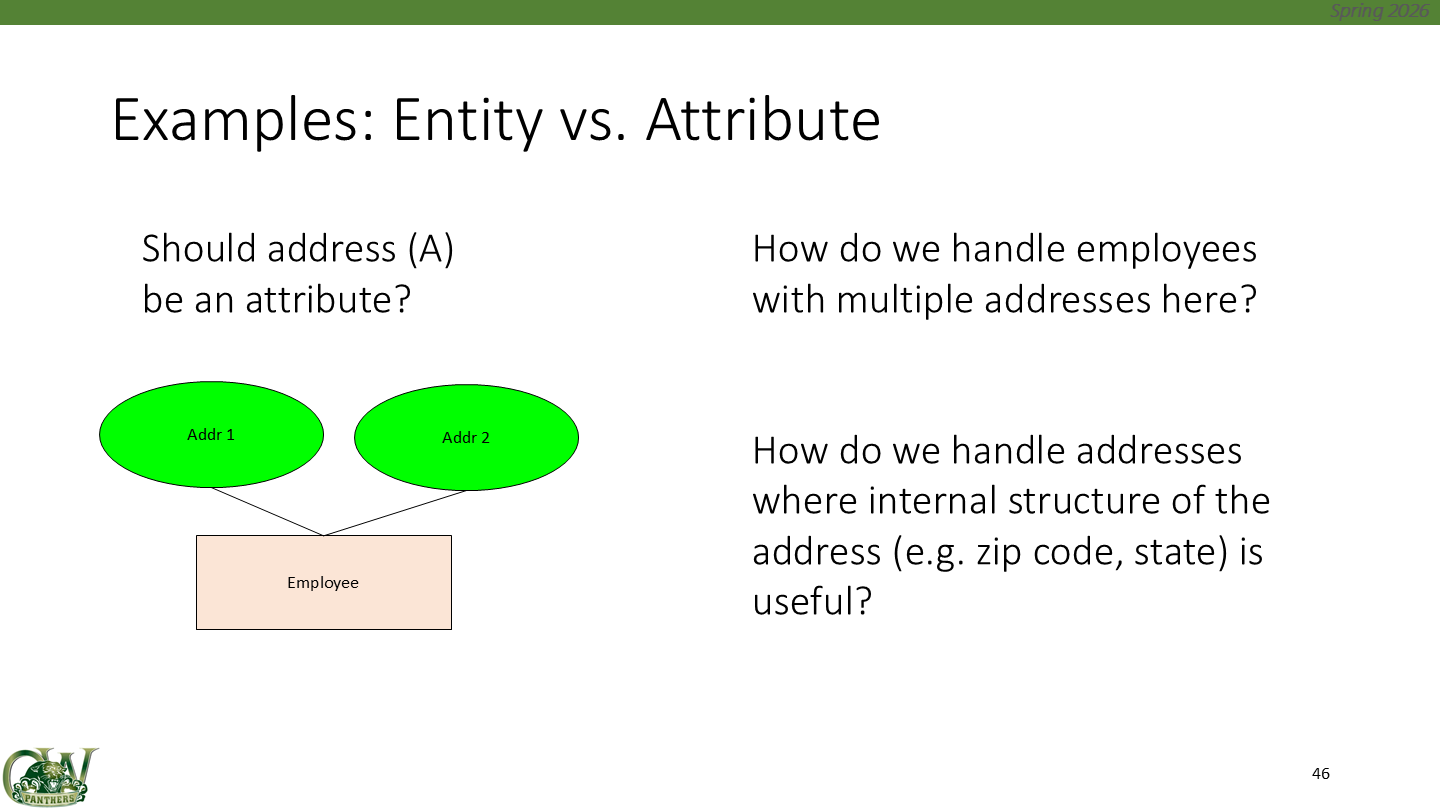 Spring 2026
Examples: Entity vs. Attribute
Should address (A)
be an attribute?
Addr 1
Addr 2
Employee
How do we handle employees
with multiple addresses here?
How do we handle addresses
where internal structure of the
address (e.g. zip code, state) is
useful?
OW
PANTHERS
46